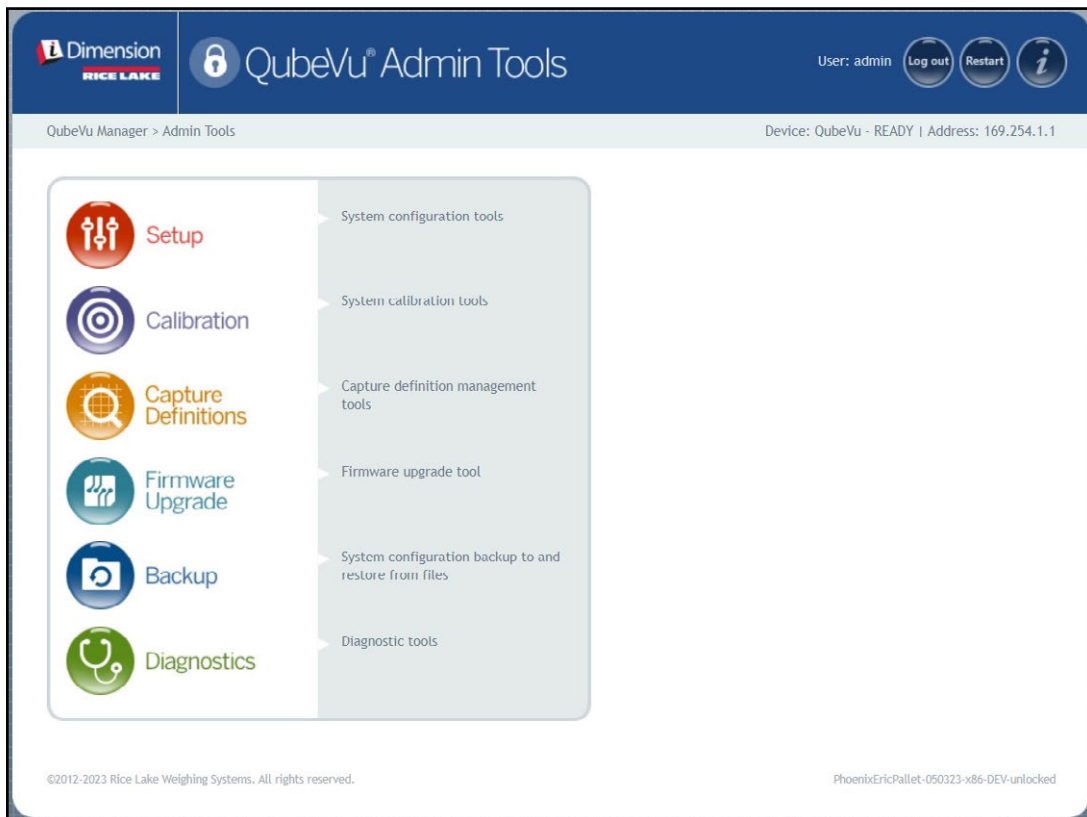 iDimension
RICE LAKE
QubeVu® Admin Tools
User: admin
Log out
Restart
i
QubeVu Manager > Admin Tools
Device: QubeVu - READY | Address: 169.254.1.1
Setup
System configuration tools
Calibration
System calibration tools
Capture
Definitions
Capture definition management
tools
Firmware
Upgrade
Firmware upgrade tool
Backup
System configuration backup to and
restore from files
Diagnostics
Diagnostic tools
©2012-2023 Rice Lake Weighing Systems. All rights reserved.
PhoenixEricPallet-050323-x86-DEV-unlocked